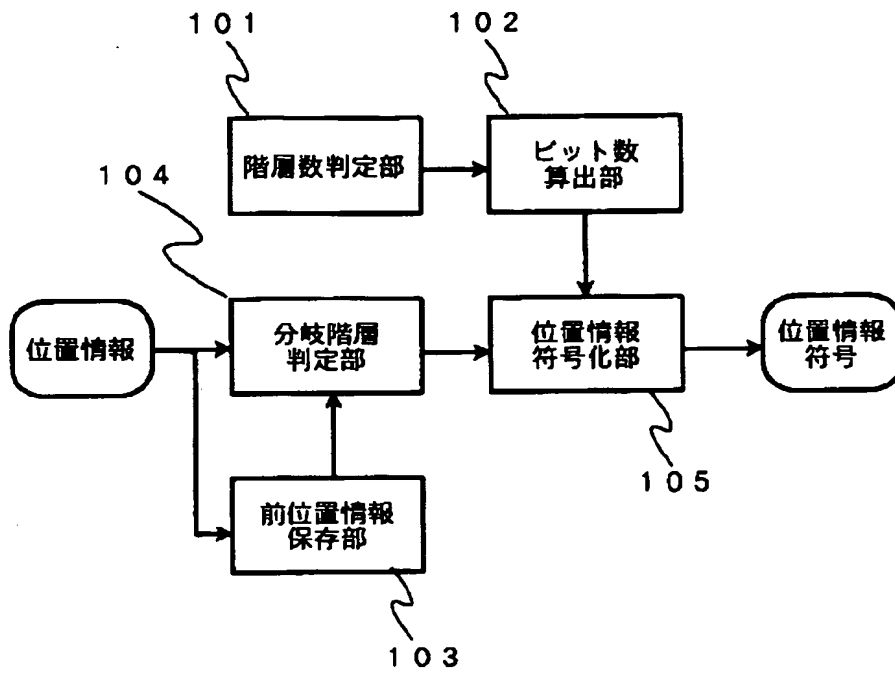 １０１
１０２
階層数判定部
ビット数
算出部
１０４
位置情報
分岐階層
判定部
位置情報
符号化部
位置情報
符号
１０５
前位置情報
保存部
１０３